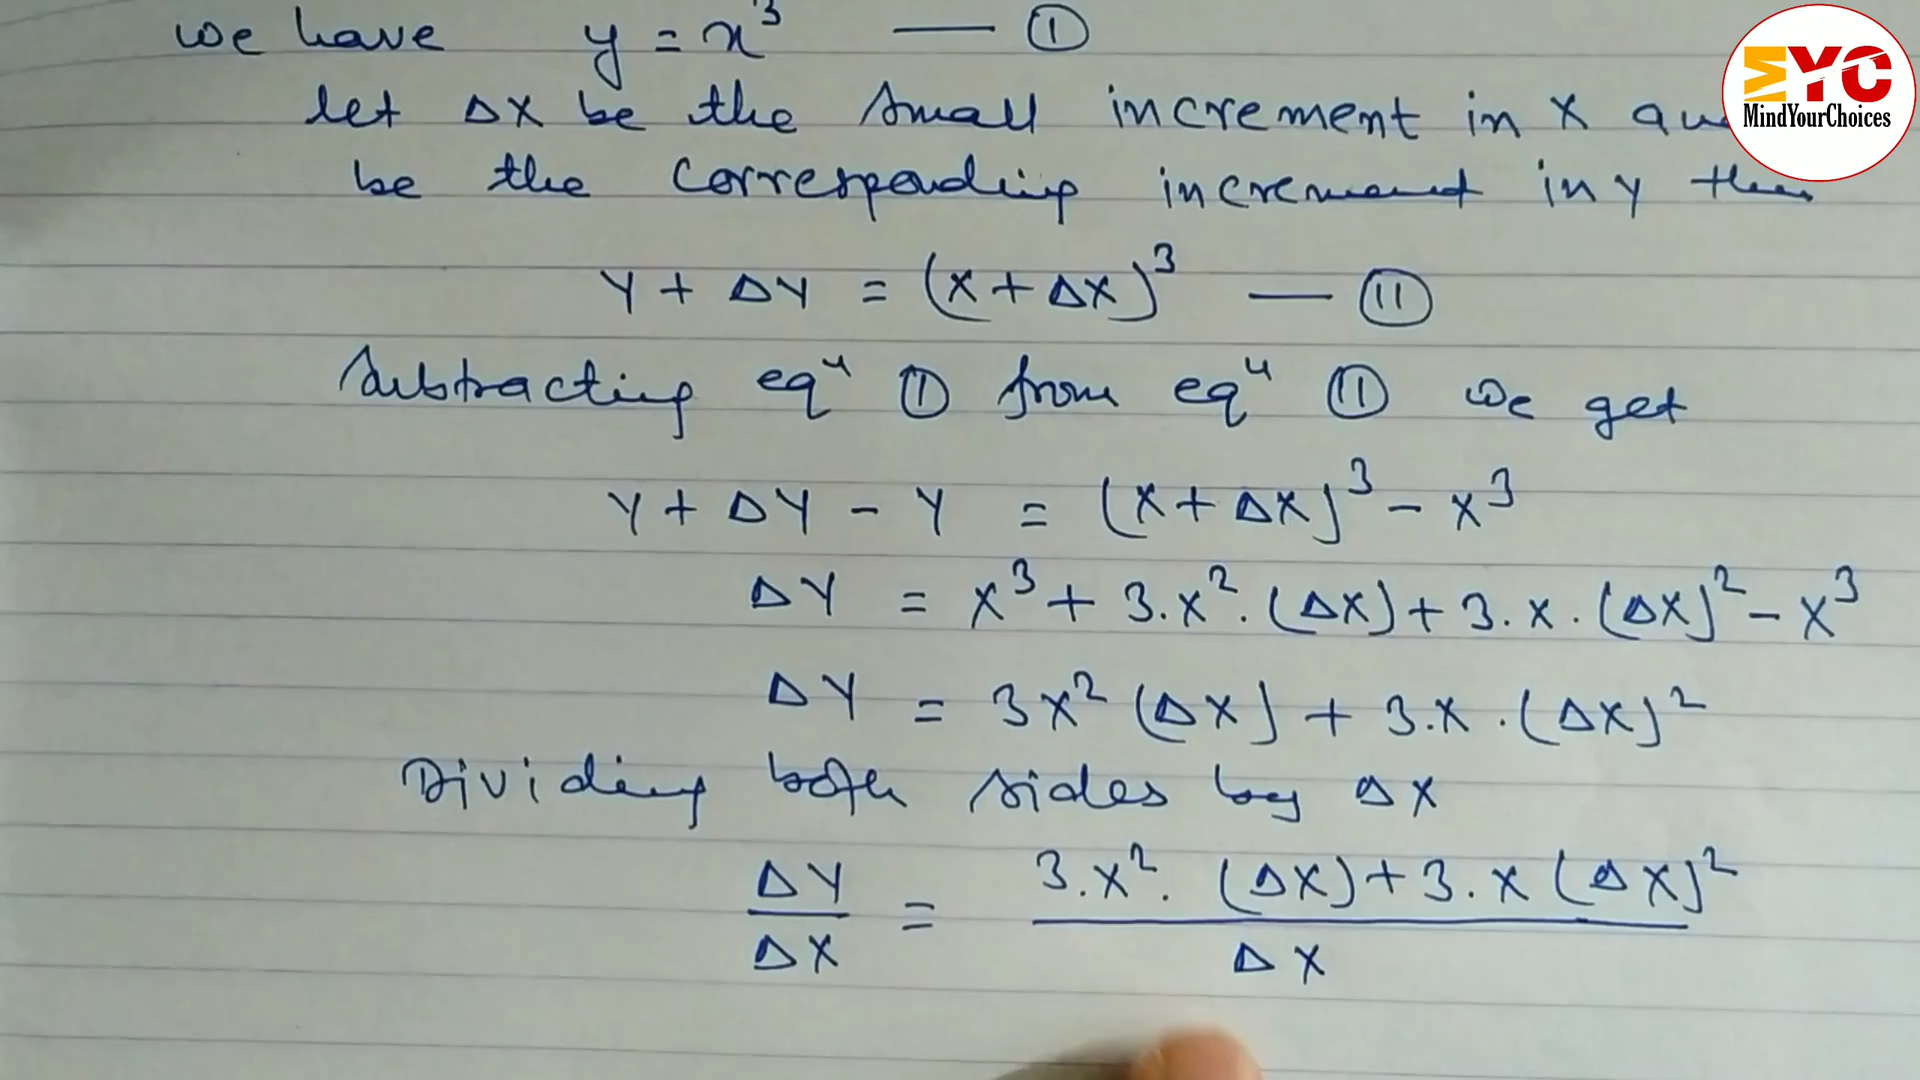 we have y = x³ — (I)
MYC
MindYourChoices
let Δx be the small increment in x
be the corresponding increment in y then
y + Δy = (x + Δx)³ — (II)
Subtracting eqⁿ (I) from eqⁿ (II) we get
y + Δy - y = (x + Δx)³ - x³
Δy = x³ + 3.x².(Δx) + 3.x.(Δx)² - x³
Δy = 3x² (Δx) + 3.x.(Δx)²
Dividing both sides by Δx
Δy/Δx = 3.x².(Δx) + 3.x(Δx)²/Δx